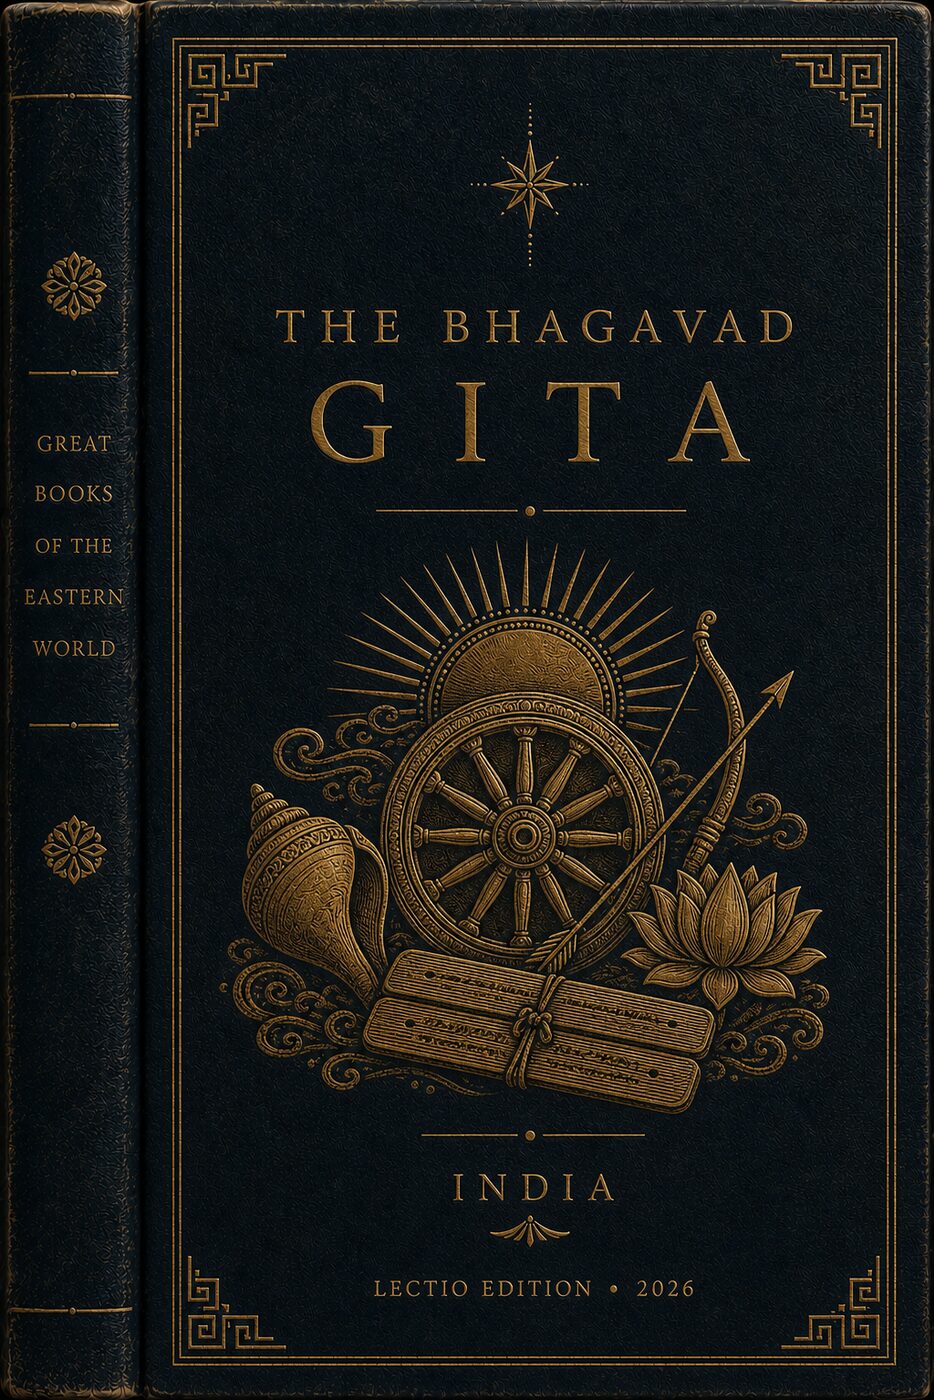 GREAT
BOOKS
OF THE
EASTERN
WORLD
THE BHAGAVAD
GITA
INDIA
LECTIO EDITION • 2026